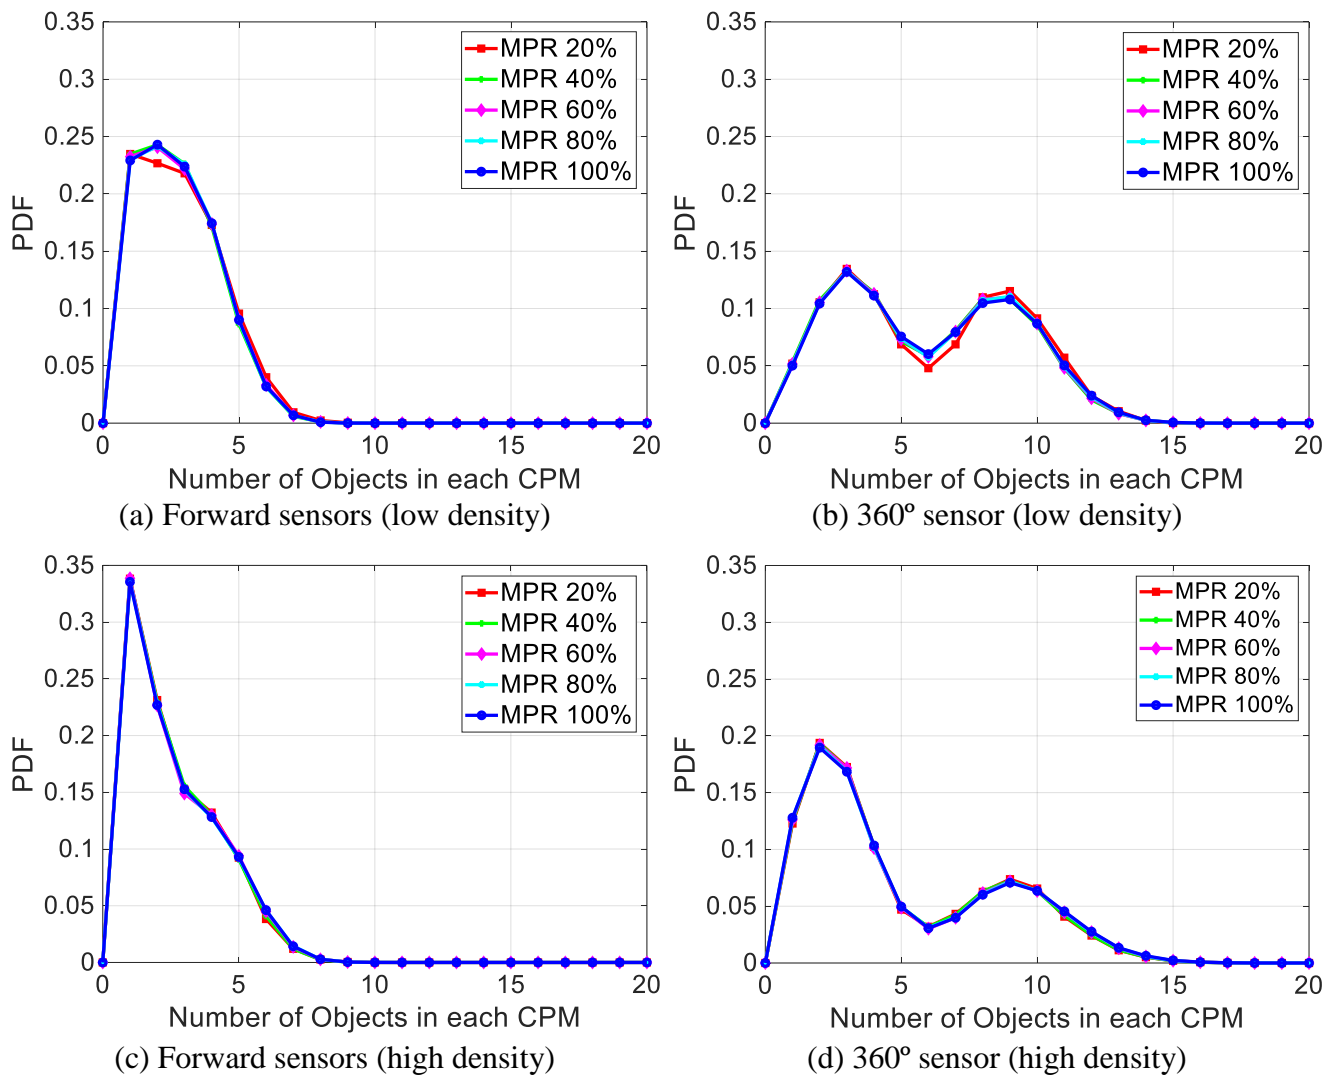 0.35
0.3
0.25
0.2
0.15
0.1
0.05
0
PDF
MPR 20%
MPR 40%
MPR 60%
MPR 80%
MPR 100%
0 5 10 15 20
Number of Objects in each CPM
(a) Forward sensors (low density)
0.35
0.3
0.25
0.2
0.15
0.1
0.05
0
PDF
MPR 20%
MPR 40%
MPR 60%
MPR 80%
MPR 100%
0 5 10 15 20
Number of Objects in each CPM
(b) 360º sensor (low density)
0.35
0.3
0.25
0.2
0.15
0.1
0.05
0
PDF
MPR 20%
MPR 40%
MPR 60%
MPR 80%
MPR 100%
0 5 10 15 20
Number of Objects in each CPM
(c) Forward sensors (high density)
0.35
0.3
0.25
0.2
0.15
0.1
0.05
0
PDF
MPR 20%
MPR 40%
MPR 60%
MPR 80%
MPR 100%
0 5 10 15 20
Number of Objects in each CPM
(d) 360º sensor (high density)